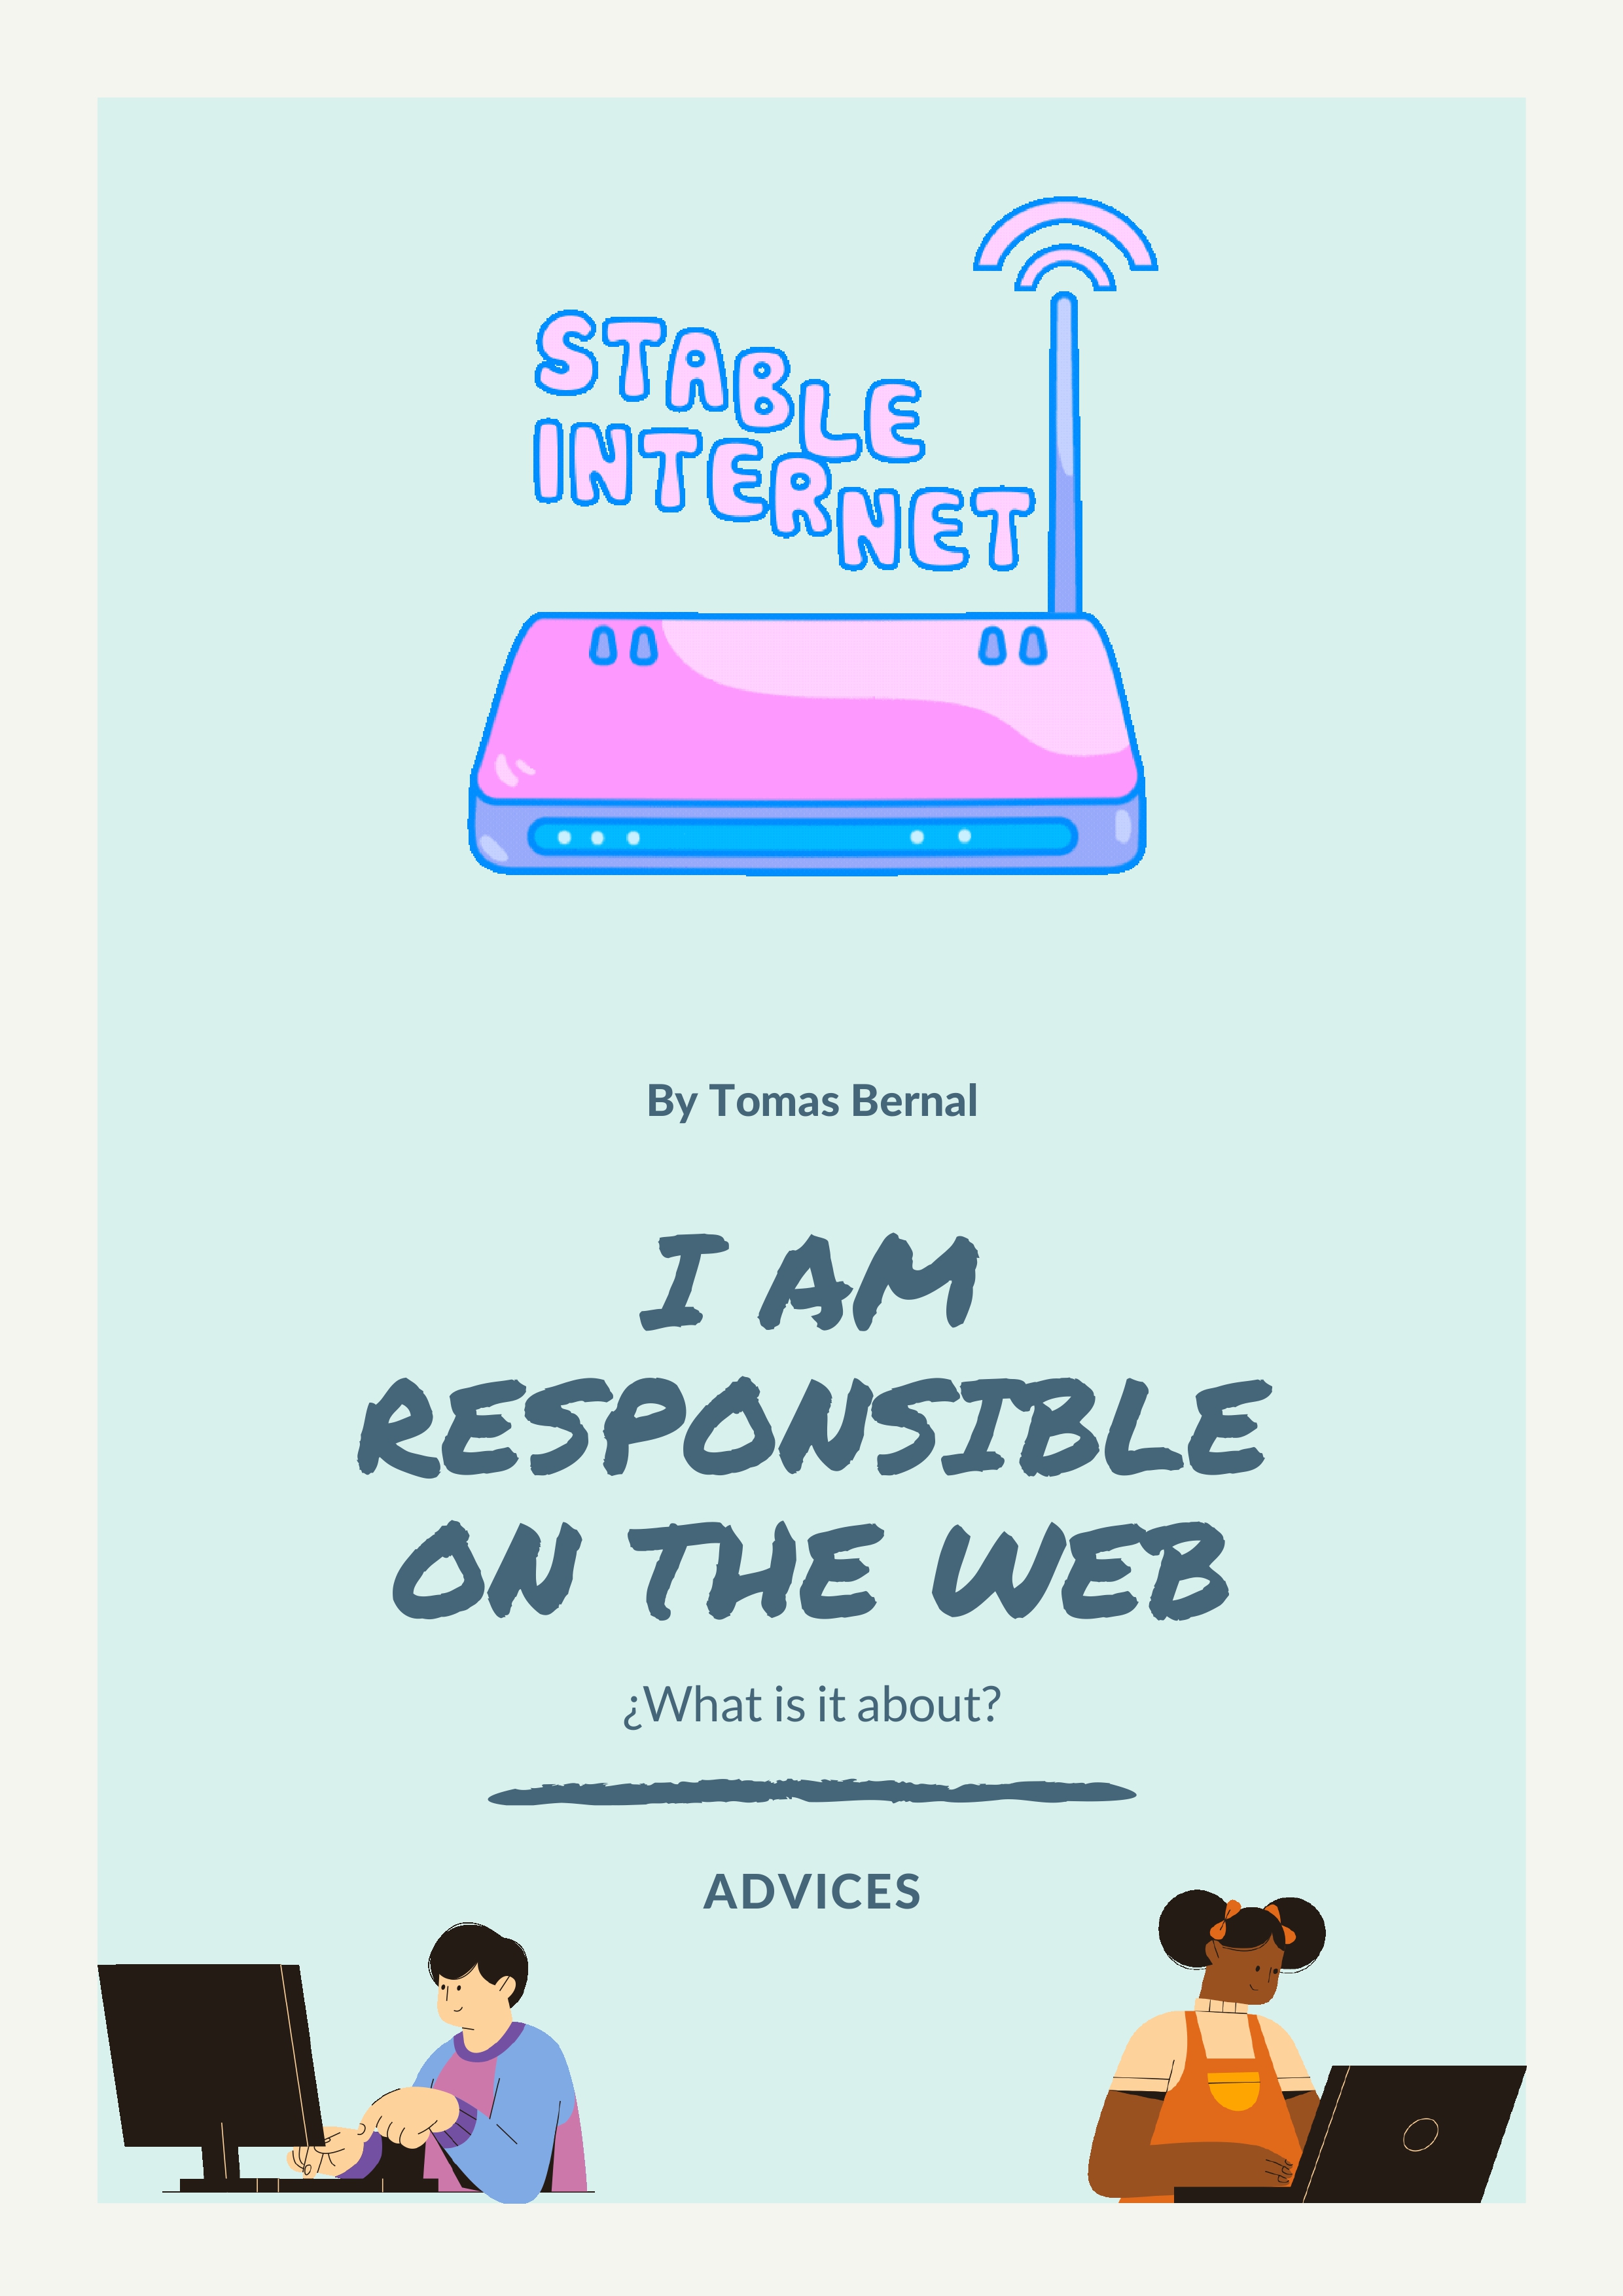 STABLE
INTERNET
By Tomas Bernal
I AM
RESPONSIBLE
ON THE WEB
¿What is it about?
ADVICES